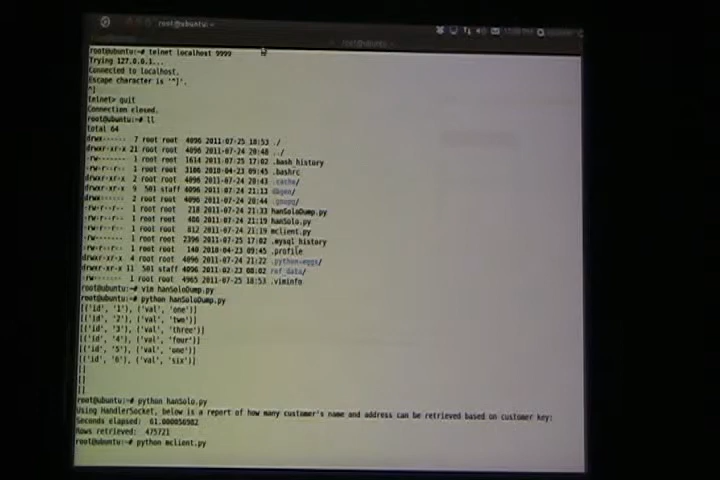 root@ubuntu:~
root@ubuntu:~
root@ubuntu:~# telnet localhost 9999
Trying 127.0.0.1...
Connected to localhost.
Escape character is '^]'.
^]
telnet> quit
Connection closed.
root@ubuntu:~# ll
total 64
drwx------ 7 root root 4096 2011-07-25 18:53 ./
drwxr-xr-x 21 root root 4096 2011-07-24 20:48 ../
-rw------- 1 root root 1614 2011-07-25 17:02 .bash_history
-rw-r--r-- 1 root root 3106 2010-04-23 09:45 .bashrc
drwxr-xr-x 2 root root 4096 2011-07-24 20:43 .cache/
drwxr-xr-x 9 501 staff 4096 2011-07-24 21:13 dbgen/
drwx------ 2 root root 4096 2011-07-24 20:44 .gnupg/
-rw-r--r-- 1 root root 218 2011-07-24 21:33 hanSoloDump.py
-rw-r--r-- 1 root root 486 2011-07-24 21:19 hanSolo.py
-rw-r--r-- 1 root root 812 2011-07-24 21:19 mclient.py
-rw------- 1 root root 2396 2011-07-25 17:02 .mysql_history
-rw-r--r-- 1 root root 140 2010-04-23 09:45 .profile
drwxr-xr-x 4 root root 4096 2011-07-24 21:22 .python-eggs/
drwxr-xr-x 11 501 staff 4096 2011-02-23 08:02 ref_data/
-rw------- 1 root root 4965 2011-07-25 18:53 .viminfo
root@ubuntu:~# vim hanSoloDump.py
root@ubuntu:~# python hanSoloDump.py
[('id', '1'), ('val', 'one')]
[('id', '2'), ('val', 'two')]
[('id', '3'), ('val', 'three')]
[('id', '4'), ('val', 'four')]
[('id', '5'), ('val', 'one')]
[('id', '6'), ('val', 'six')]
[]
[]
[]
root@ubuntu:~# python hanSolo.py
Using HandlerSocket, below is a report of how many customer's name and address can be retrieved based on customer key:
Seconds elapsed: 61.000056982
Rows retrieved: 475721
root@ubuntu:~# python mclient.py